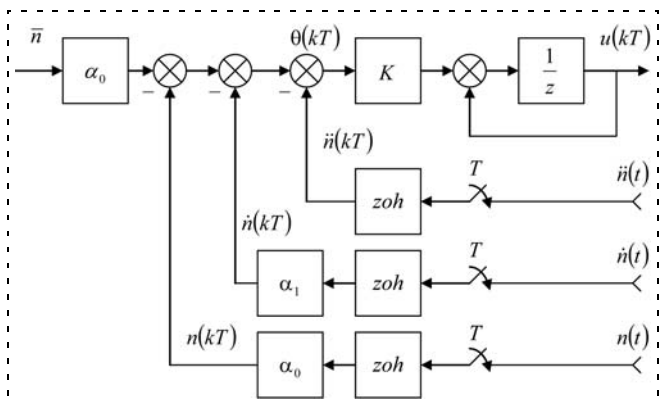 n̄
α₀
−
−
θ(kT)
−
K
1
z
u(kT)
n̈(kT)
zoh
T
n̈(t)
ṅ(kT)
α₁
zoh
T
ṅ(t)
n(kT)
α₀
zoh
T
n(t)